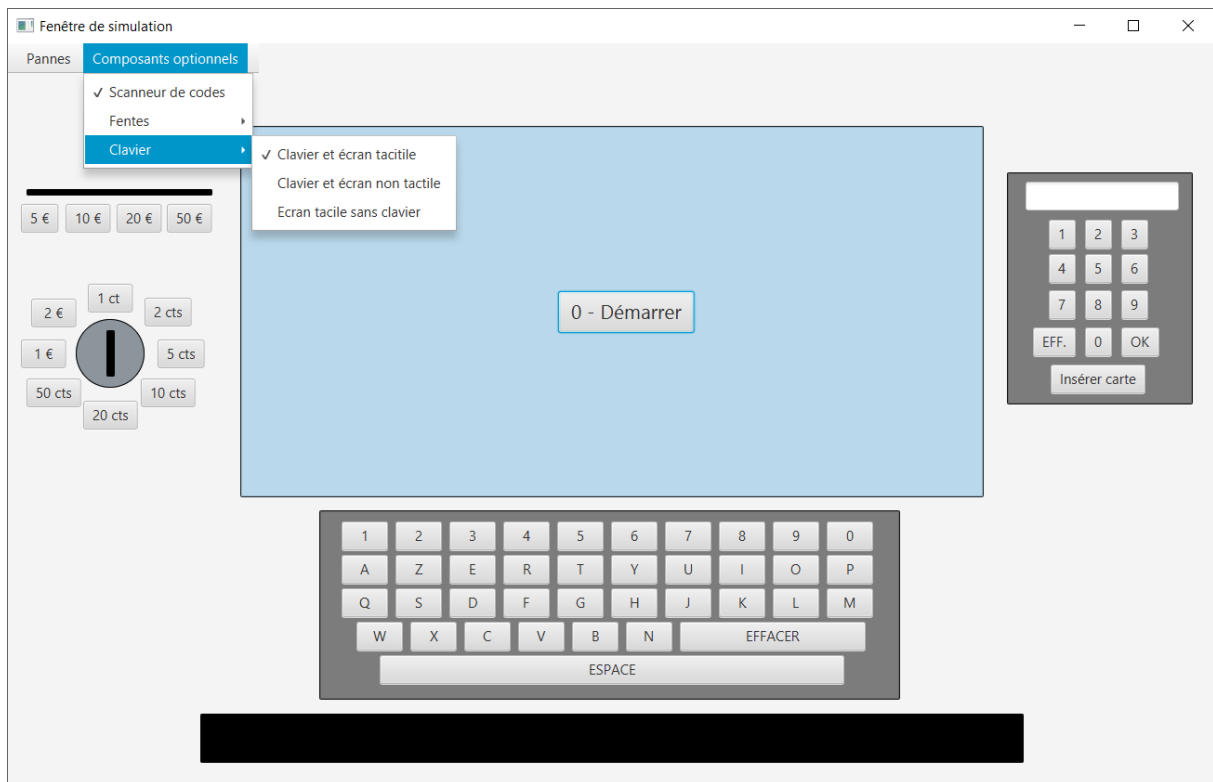 Fenêtre de simulation
Pannes Composants optionnels
✓ Scanneur de codes
Fentes
Clavier
✓ Clavier et écran tacitile
Clavier et écran non tactile
Ecran tacile sans clavier
5 € 10 € 20 € 50 €
1 ct
2 € 2 cts
1 € 5 cts
50 cts 10 cts
20 cts
0 - Démarrer
1 2 3
4 5 6
7 8 9
EFF. 0 OK
Insérer carte
1 2 3 4 5 6 7 8 9 0
A Z E R T Y U I O P
Q S D F G H J K L M
W X C V B N EFFACER
ESPACE